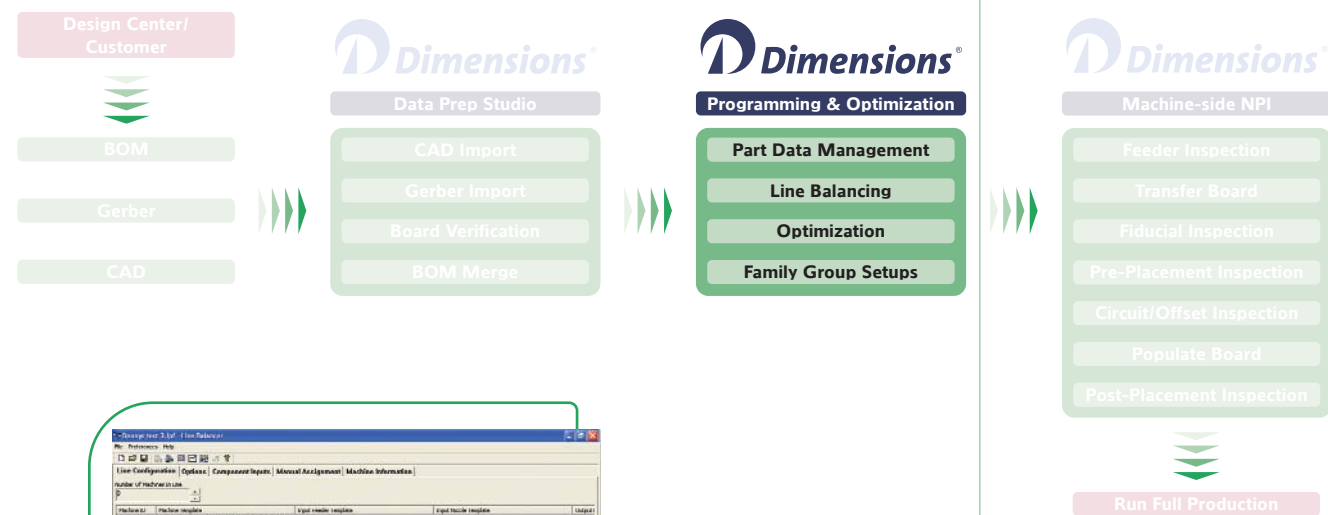 Design Center/
Customer
BOM
Gerber
CAD
Dimensions®
Data Prep Studio
CAD Import
Gerber Import
Board Verification
BOM Merge
Dimensions®
Programming & Optimization
Part Data Management
Line Balancing
Optimization
Family Group Setups
Dimensions®
Machine-side NPI
Feeder Inspection
Transfer Board
Fiducial Inspection
Pre-Placement Inspection
Circuit/Offset Inspection
Populate Board
Post-Placement Inspection
Run Full Production
File Preferences Help
Line Configuration Options Component Inputs Manual Assignment Machine Information
Number Of Machines In Line
Machine ID Machine Template Input Feeder Template Input Nozzle Template Output